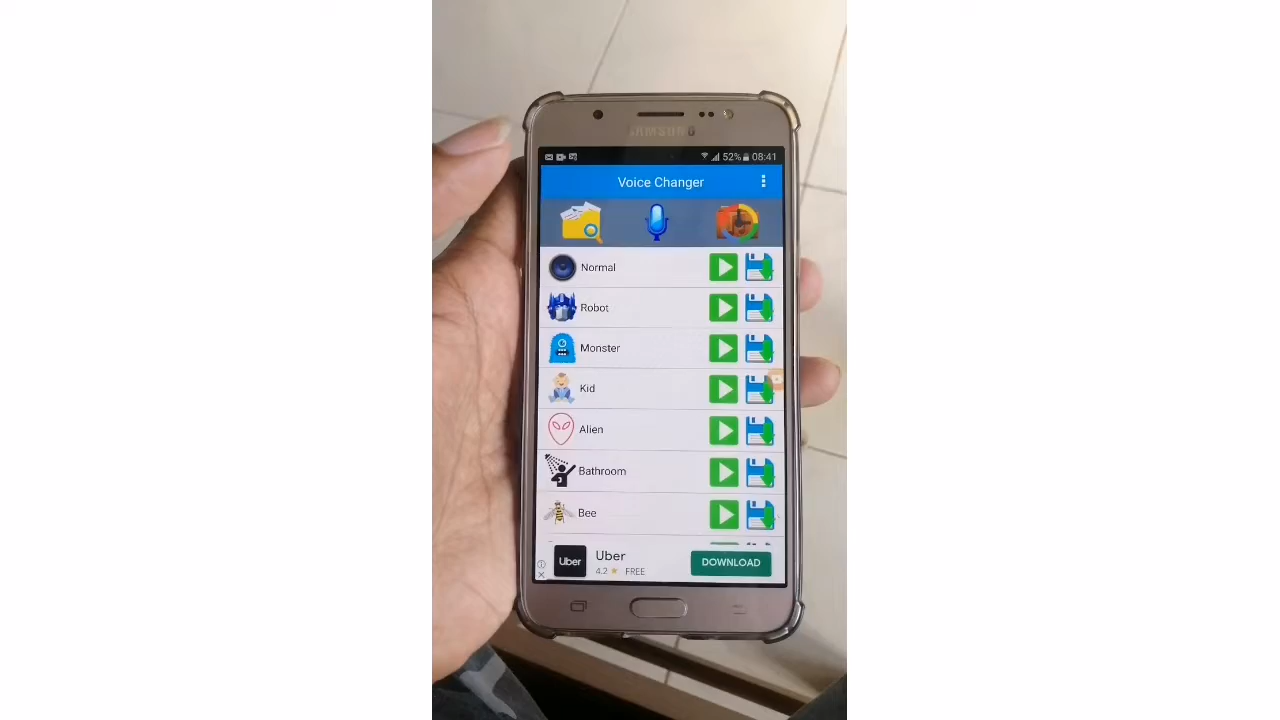 SAMSUNG
52% 08:41
Voice Changer
Normal
Robot
Monster
Kid
Alien
Bathroom
Bee
Uber
Uber
4.2 FREE
DOWNLOAD